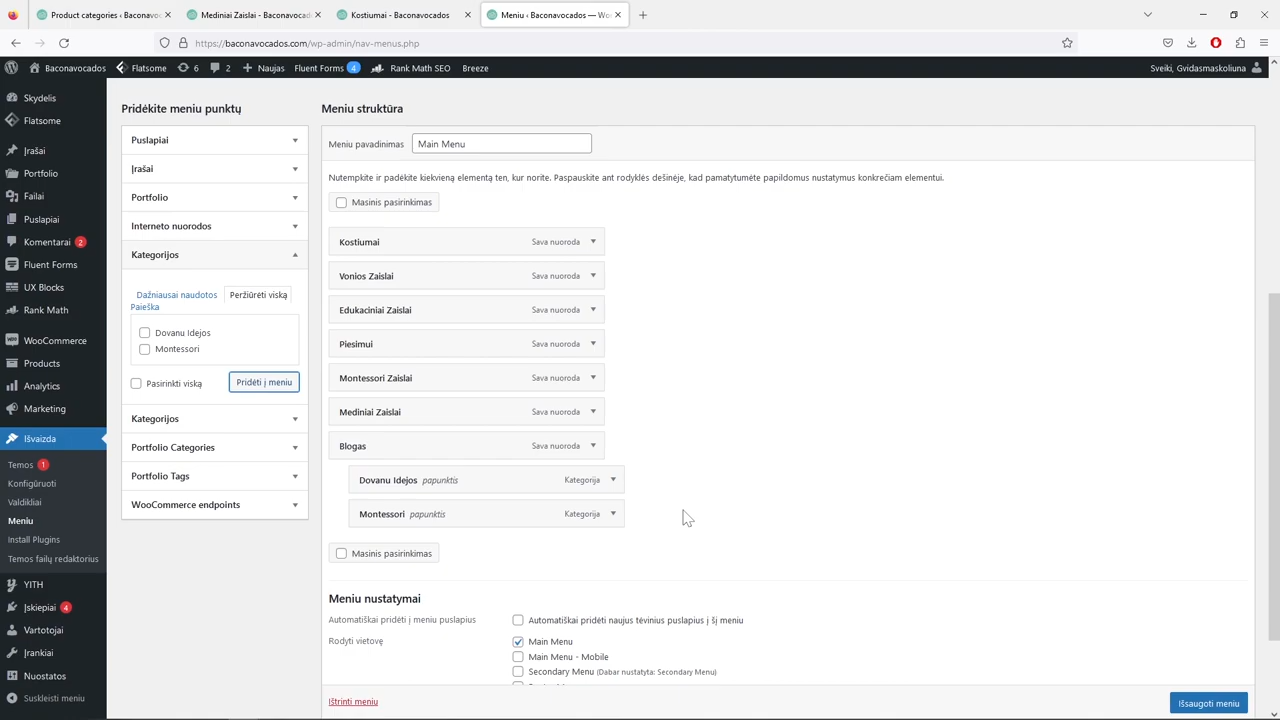 Product categories ‹ Baconavoc
Mediniai Zaislai - Baconavocad
Kostiumai - Baconavocados
Meniu ‹ Baconavocados — Wo
https://baconavocados.com/wp-admin/nav-menus.php
Baconavocados
Flatsome
6
2
Naujas
Fluent Forms 4
Rank Math SEO
Breeze
Sveiki, Gvidasmaskoliuna
Skydelis
Flatsome
Įrašai
Portfolio
Failai
Puslapiai
Komentarai 2
Fluent Forms
UX Blocks
Rank Math
WooCommerce
Products
Analytics
Marketing
Išvaizda
Temos 1
Konfigūruoti
Valdikliai
Meniu
Install Plugins
Temos failų redaktorius
YITH
Įskiepiai 4
Vartotojai
Įrankiai
Nuostatos
Suskleisti meniu
Pridėkite meniu punktų
Puslapiai
Įrašai
Portfolio
Interneto nuorodos
Kategorijos
Dažniausai naudotos
Peržiūrėti viską
Paieška
Dovanu Idejos
Montessori
Pasirinkti viską
Pridėti į meniu
Kategorijos
Portfolio Categories
Portfolio Tags
WooCommerce endpoints
Meniu struktūra
Meniu pavadinimas
Main Menu
Nutempkite ir padėkite kiekvieną elementą ten, kur norite. Paspauskite ant rodyklės dešinėje, kad pamatytumėte papildomus nustatymus konkrečiam elementui.
Masinis pasirinkimas
Kostiumai Sava nuoroda
Vonios Zaislai Sava nuoroda
Edukaciniai Zaislai Sava nuoroda
Piesimui Sava nuoroda
Montessori Zaislai Sava nuoroda
Mediniai Zaislai Sava nuoroda
Blogas Sava nuoroda
Dovanu Idejos papunktis Kategorija
Montessori papunktis Kategorija
Masinis pasirinkimas
Meniu nustatymai
Automatiškai pridėti į meniu puslapius
Automatiškai pridėti naujus tėvinius puslapius į šį meniu
Rodyti vietovę
Main Menu
Main Menu - Mobile
Secondary Menu (Dabar nustatyta: Secondary Menu)
Ištrinti meniu
Išsaugoti meniu